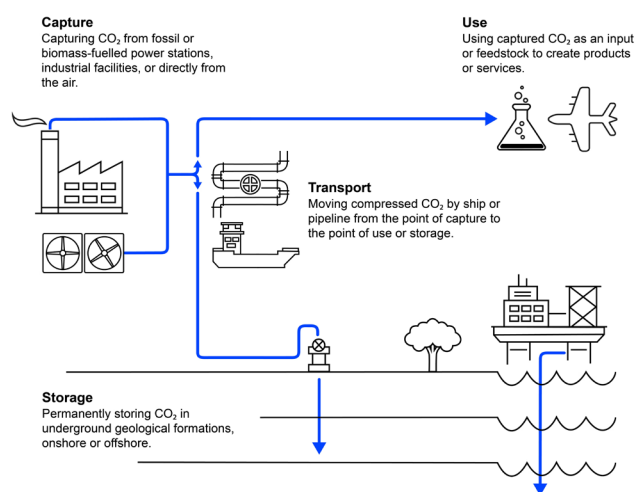 Capture
Capturing CO₂ from fossil or
biomass-fuelled power stations,
industrial facilities, or directly from
the air.
Use
Using captured CO₂ as an input
or feedstock to create products
or services.
Transport
Moving compressed CO₂ by ship or
pipeline from the point of capture to
the point of use or storage.
Storage
Permanently storing CO₂ in
underground geological formations,
onshore or offshore.